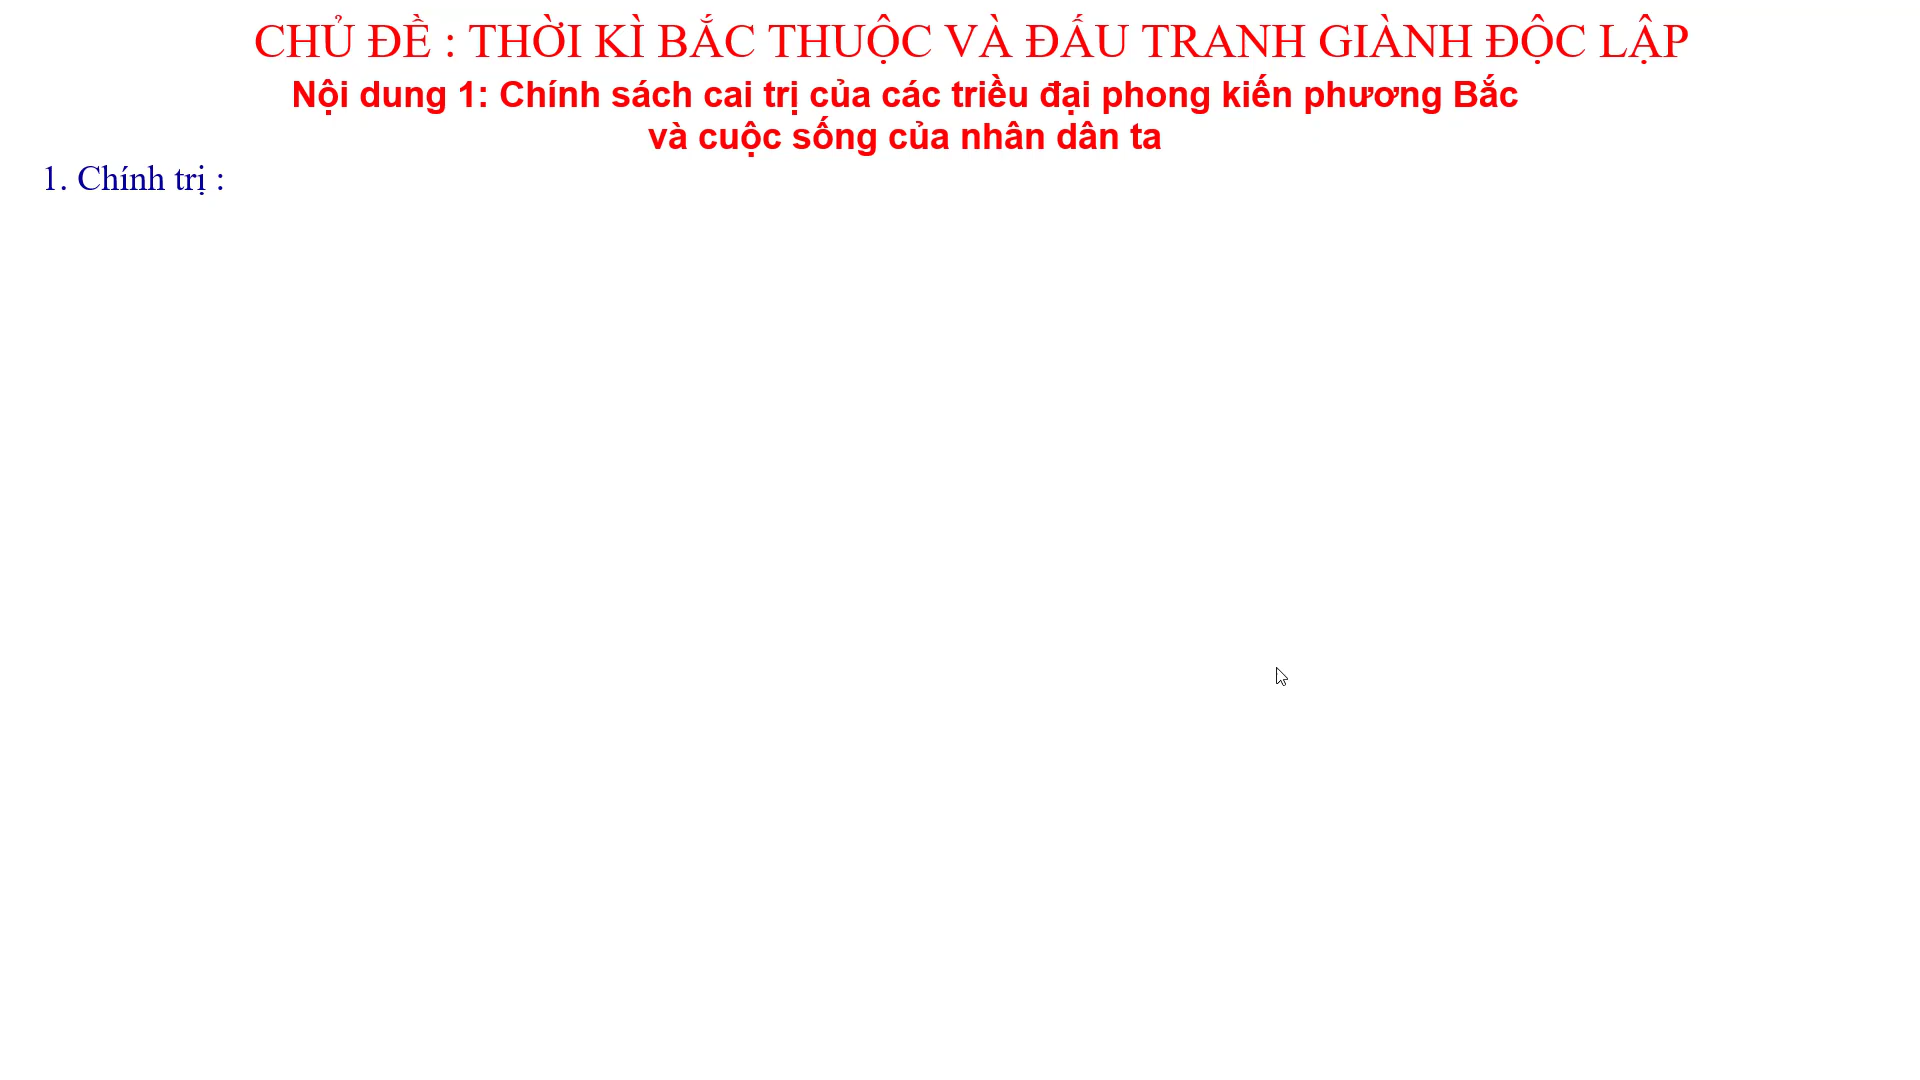 CHỦ ĐỀ : THỜI KÌ BẮC THUỘC VÀ ĐẤU TRANH GIÀNH ĐỘC LẬP
Nội dung 1: Chính sách cai trị của các triều đại phong kiến phương Bắc
và cuộc sống của nhân dân ta
1. Chính trị :